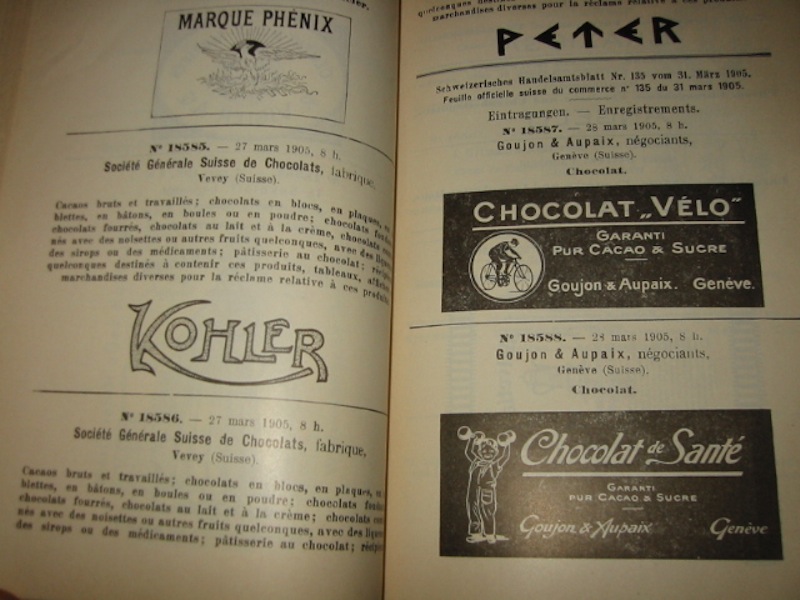 MARQUE PHÉNIX
Nº 18585. — 27 mars 1905, 8 h.
Société Générale Suisse de Chocolats, fabrique,
Vevey (Suisse).
Cacaos bruts et travaillés; chocolats en blocs, en plaques, en
blettes, en bâtons, en boules ou en poudre; chocolats
chocolats fourrés, chocolats au lait et à la crème, chocolats
nés avec des noisettes ou autres fruits quelconques, avec des
des sirops ou des médicaments; pâtisserie au chocolat;
quelconques destinés à contenir ces produits, tableaux,
marchandises diverses pour la réclame relative à ces produits
KOHLER
Nº 18586. — 27 mars 1905, 8 h.
Société Générale Suisse de Chocolats, fabrique,
Vevey (Suisse).
Cacaos bruts et travaillés; chocolats en blocs, en plaques, en
blettes, en bâtons, en boules ou en poudre; chocolats
chocolats fourrés, chocolats au lait et à la crème; chocolats
nés avec des noisettes ou autres fruits quelconques, avec des
des sirops ou des médicaments; pâtisserie au chocolat;
marchandises diverses pour la réclame relative à ces
PETER
Schweizerisches Handelsamtsblatt Nr. 135 vom 31. März 1905.
Feuille officielle suisse du commerce nº 135 du 31 mars 1905.
Eintragungen. — Enregistrements.
Nº 18587. — 28 mars 1905, 8 h.
Goujon & Aupaix, négociants,
Genève (Suisse).
Chocolat.
CHOCOLAT „VÉLO"
GARANTI
PUR CACAO & SUCRE
Goujon & Aupaix. Genève.
Nº 18588. — 28 mars 1905, 8 h.
Goujon & Aupaix, négociants,
Genève (Suisse).
Chocolat.
Chocolat de Santé
GARANTI
PUR CACAO & SUCRE
Goujon & Aupaix Genève